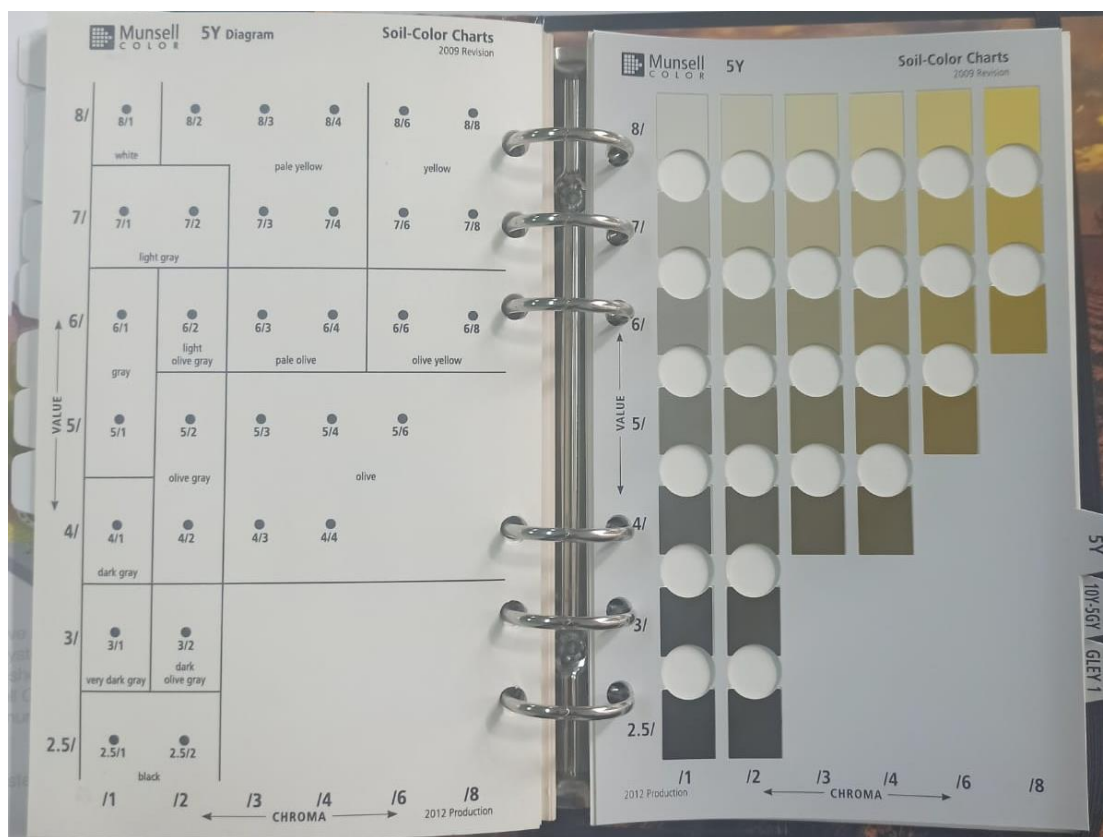 Munsell
COLOR
5Y Diagram
Soil-Color Charts
2009 Revision
8/
8/1 8/2 8/3 8/4 8/6 8/8
white pale yellow yellow
7/
7/1 7/2 7/3 7/4 7/6 7/8
light gray
6/
6/1 6/2 6/3 6/4 6/6 6/8
light
olive gray pale olive olive yellow
gray
VALUE
5/
5/1 5/2 5/3 5/4 5/6
olive gray olive
4/
4/1 4/2 4/3 4/4
dark gray
3/
3/1 3/2
dark
very dark gray olive gray
2.5/
2.5/1 2.5/2
black
/1 /2 /3 /4 /6 /8
CHROMA
2012 Production
Munsell
COLOR
5Y
Soil-Color Charts
2009 Revision
8/
7/
6/
VALUE
5/
4/
3/
2.5/
/1 /2 /3 /4 /6 /8
2012 Production
CHROMA
5Y
10Y-5GY
GLEY 1